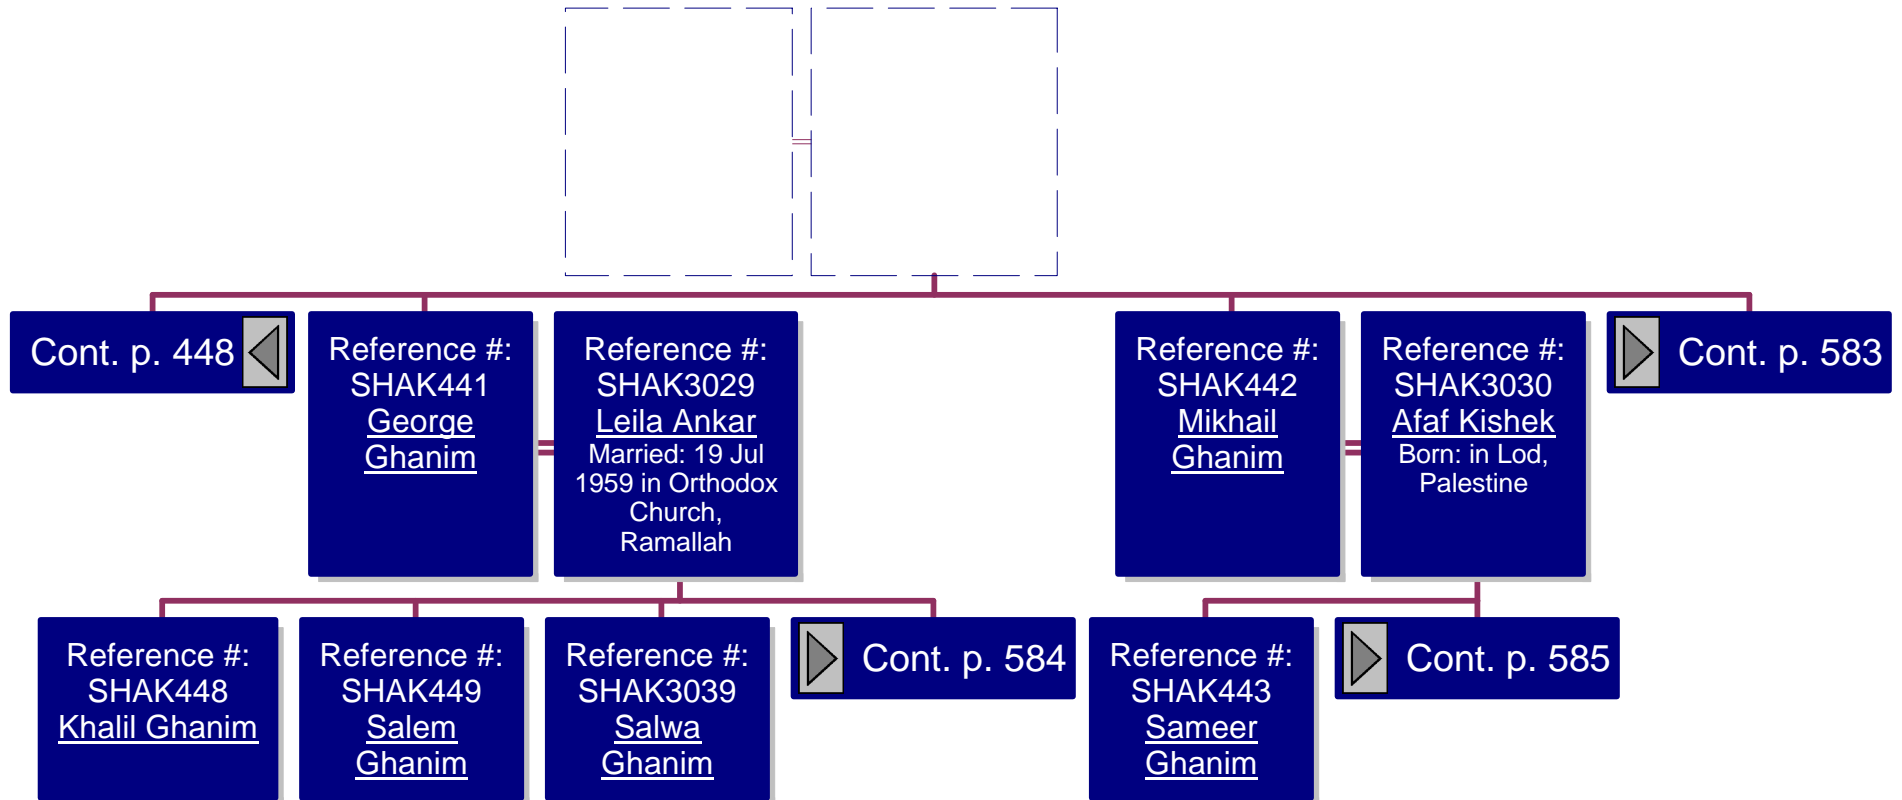 Cont. p. 448
Reference #:
SHAK441
George
Ghanim
Reference #:
SHAK3029
Leila Ankar
Married: 19 Jul
1959 in Orthodox
Church,
Ramallah
Reference #:
SHAK442
Mikhail
Ghanim
Reference #:
SHAK3030
Afaf Kishek
Born: in Lod,
Palestine
Cont. p. 583
Reference #:
SHAK448
Khalil Ghanim
Reference #:
SHAK449
Salem
Ghanim
Reference #:
SHAK3039
Salwa
Ghanim
Cont. p. 584
Reference #:
SHAK443
Sameer
Ghanim
Cont. p. 585